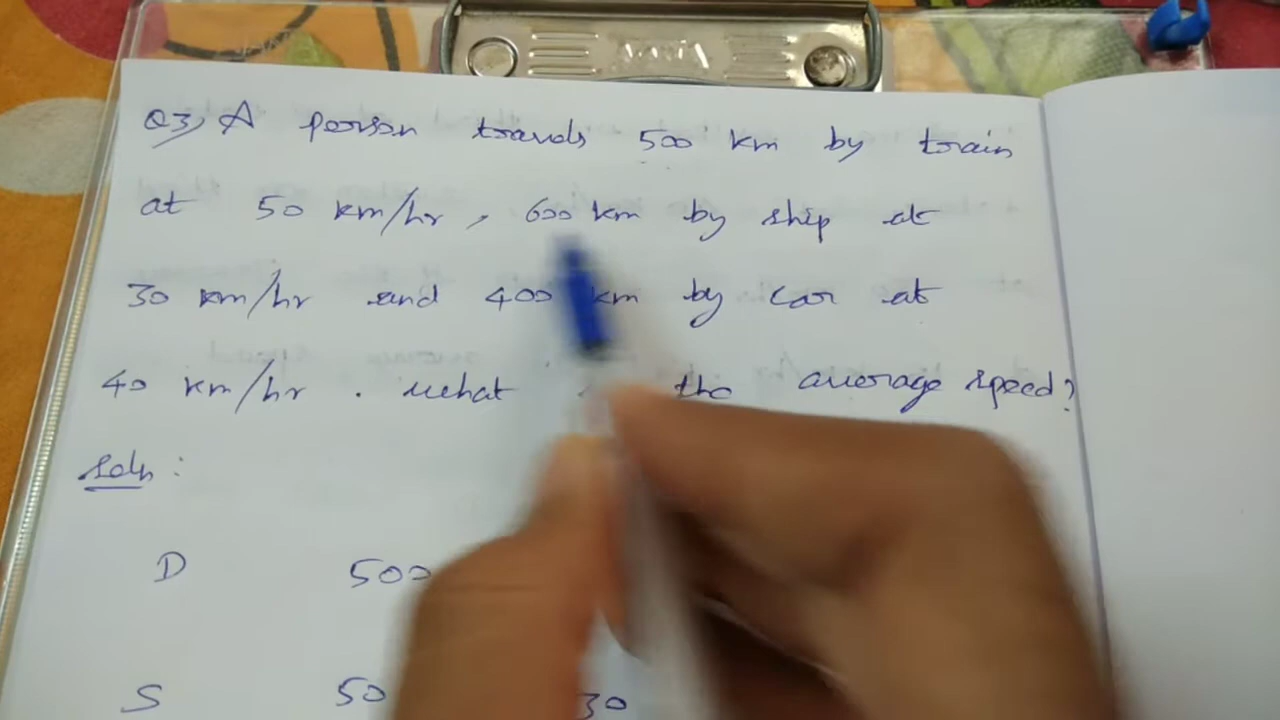 Q3, A person travels 500 km by train
at 50 km/hr, 600 km by ship at
30 km/hr and 400 km by car at
40 km/hr. what the average speed?
Soln :
D 500
S 50 30